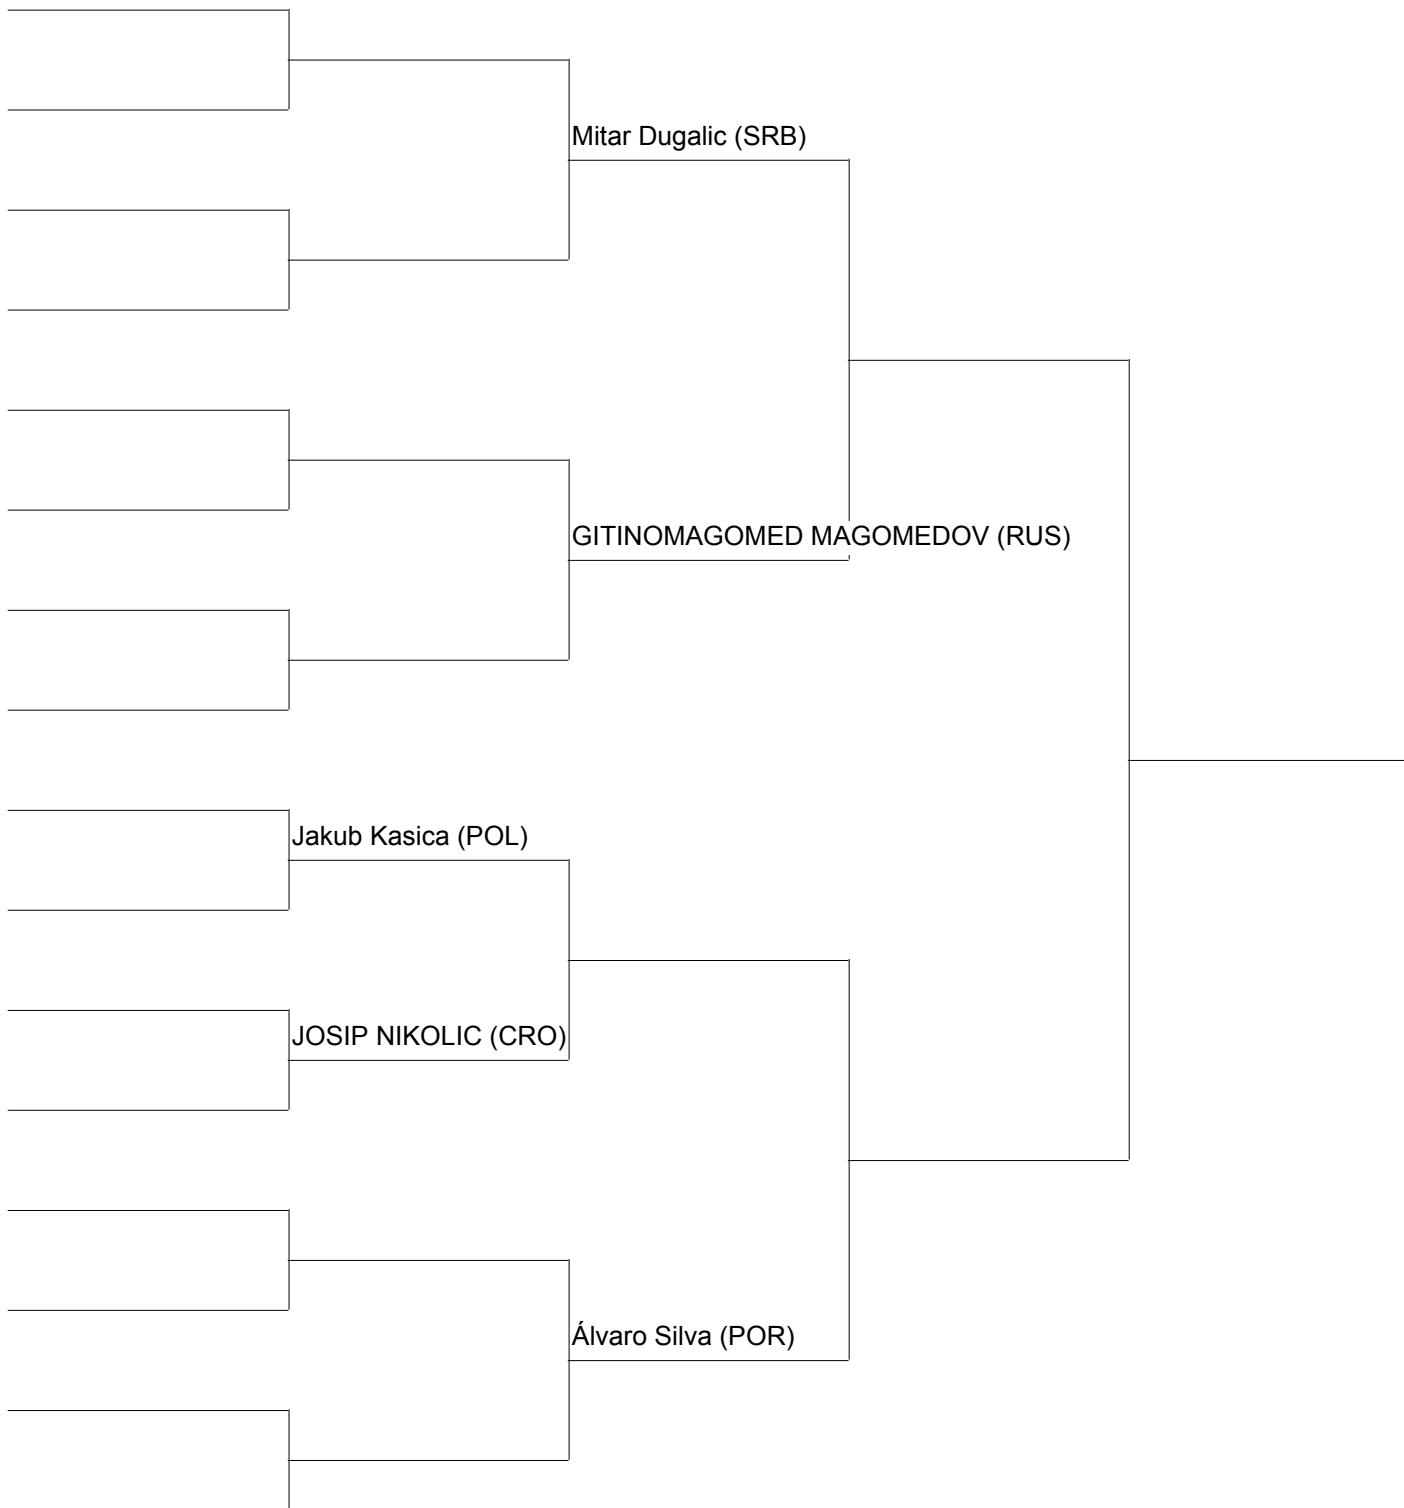 Mitar Dugalic (SRB)
GITINOMAGOMED MAGOMEDOV (RUS)
Jakub Kasica (POL)
JOSIP NIKOLIC (CRO)
Álvaro Silva (POR)